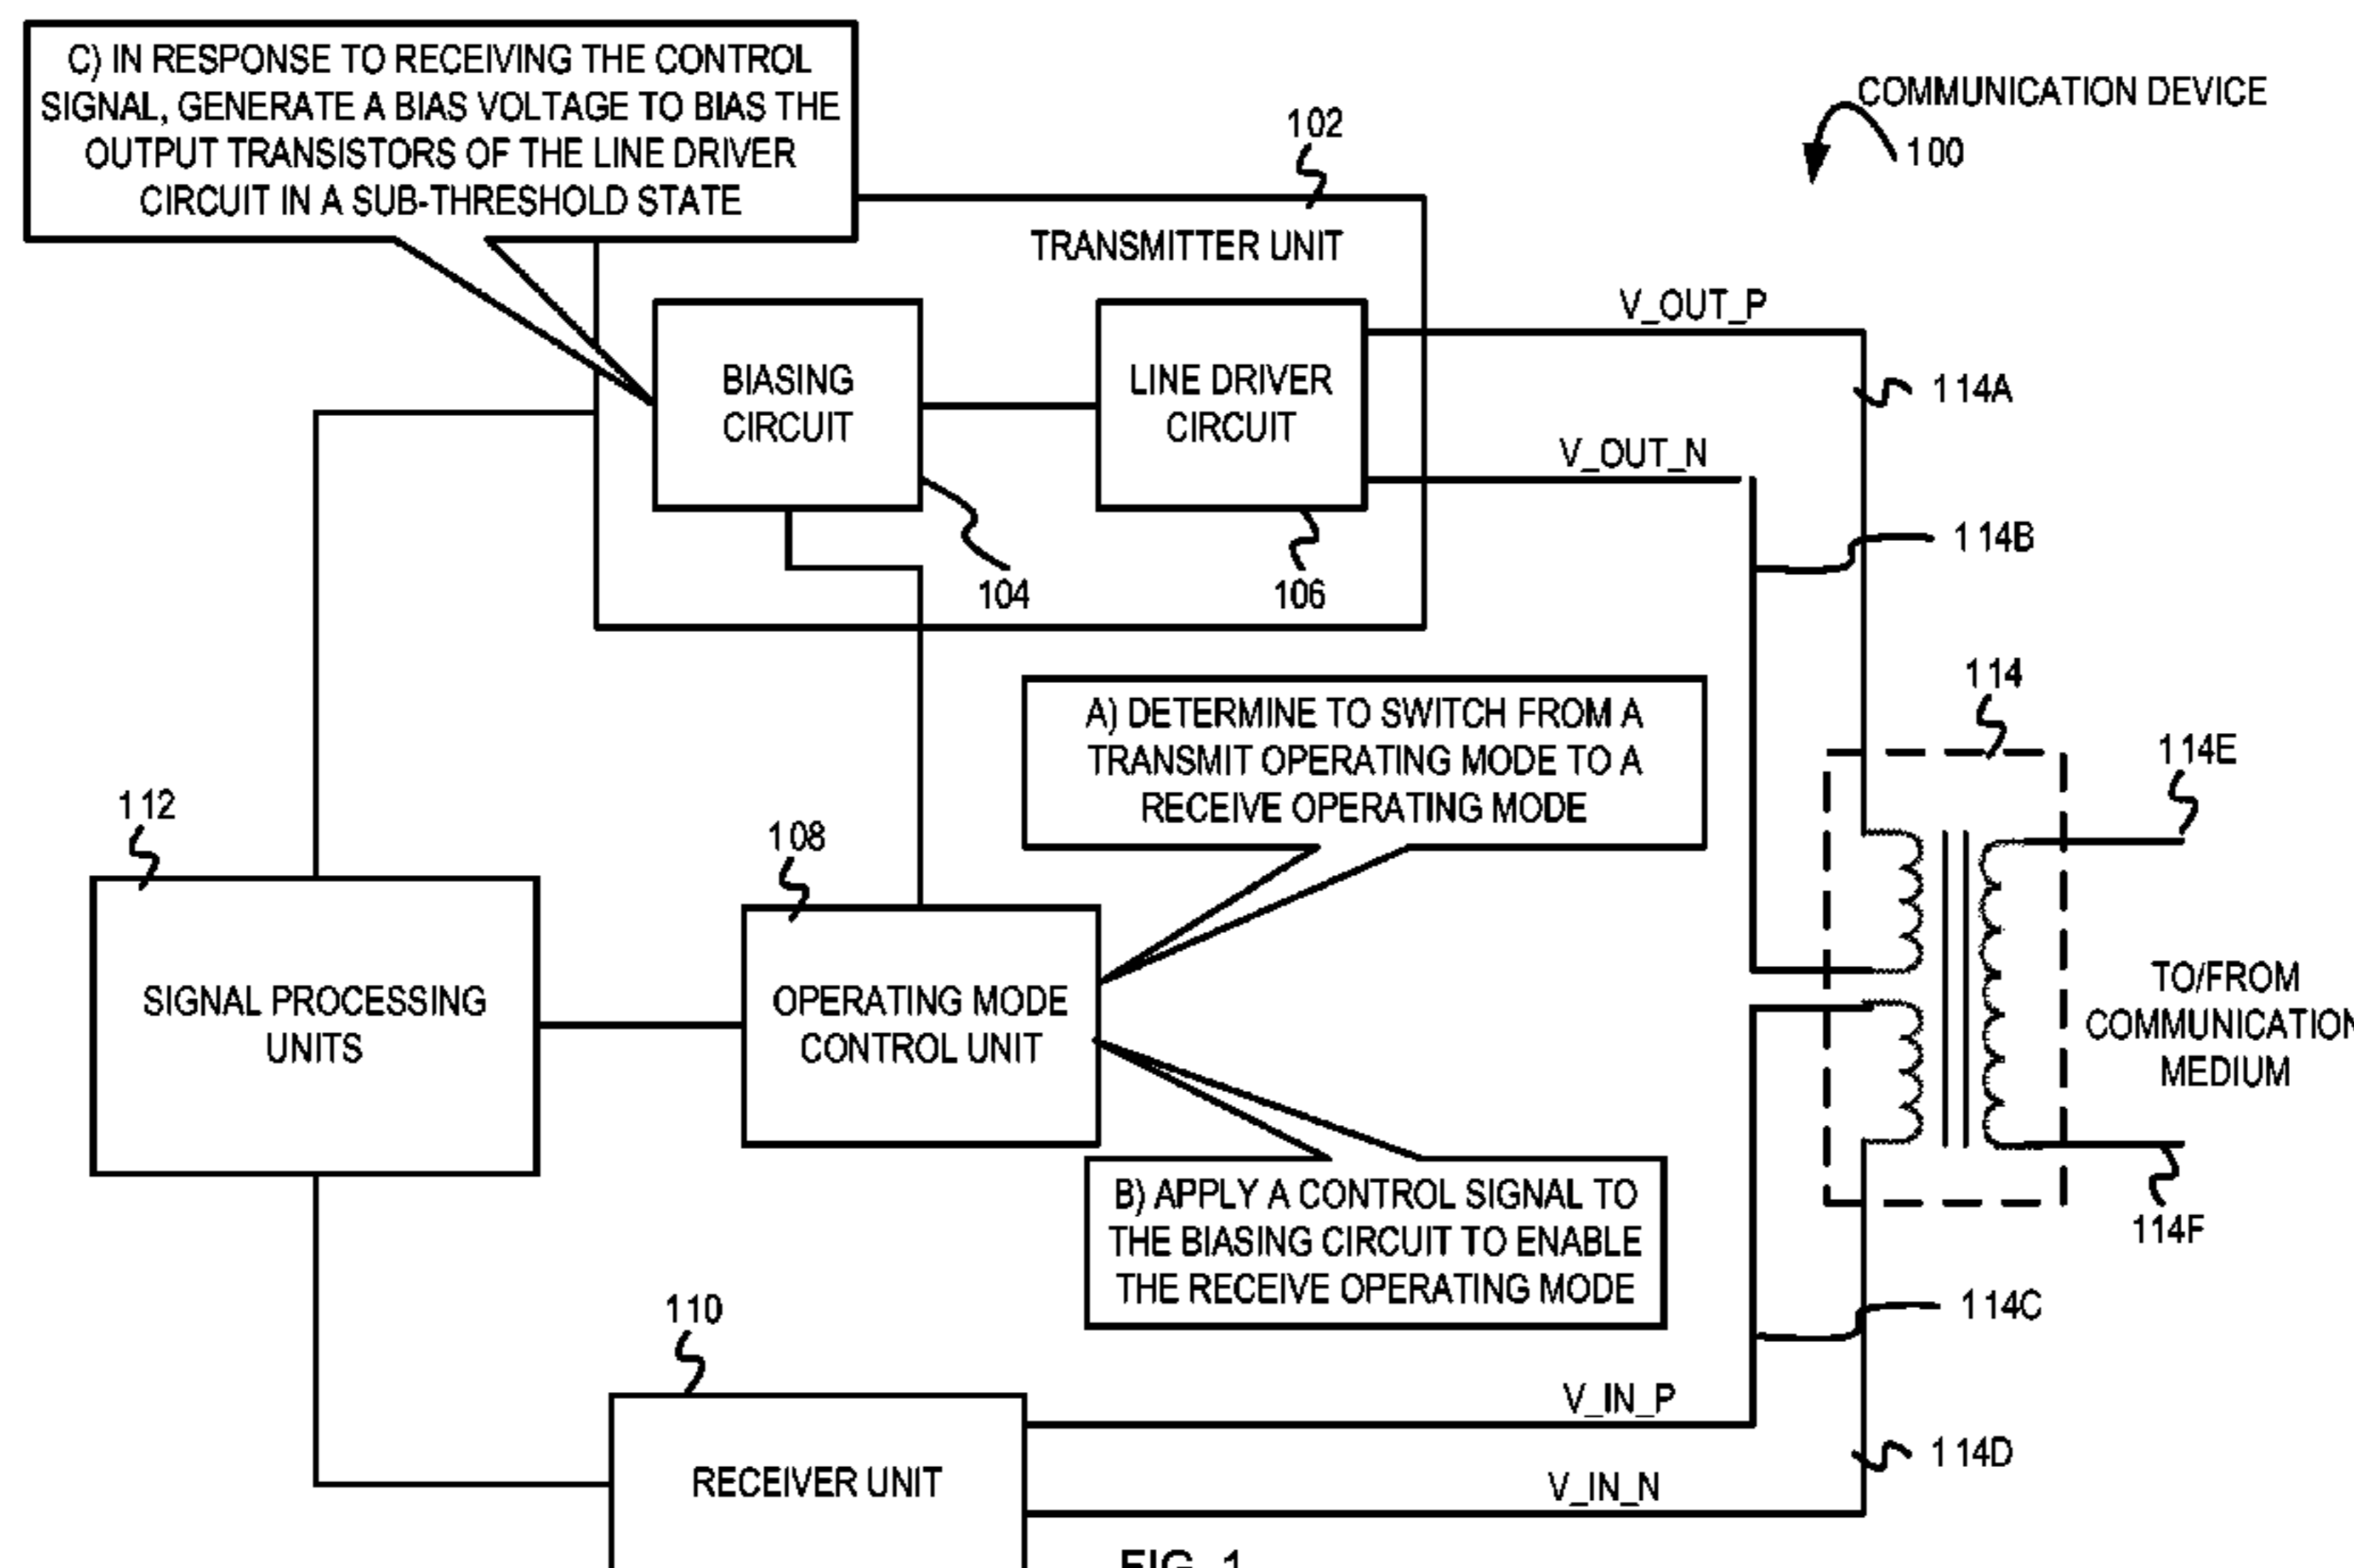 C) IN RESPONSE TO RECEIVING THE CONTROL
SIGNAL, GENERATE A BIAS VOLTAGE TO BIAS THE
OUTPUT TRANSISTORS OF THE LINE DRIVER
CIRCUIT IN A SUB-THRESHOLD STATE
COMMUNICATION DEVICE
100
102
TRANSMITTER UNIT
BIASING
CIRCUIT
LINE DRIVER
CIRCUIT
104
106
V_OUT_P
V_OUT_N
114A
114B
114
114E
A) DETERMINE TO SWITCH FROM A
TRANSMIT OPERATING MODE TO A
RECEIVE OPERATING MODE
112
108
SIGNAL PROCESSING
UNITS
OPERATING MODE
CONTROL UNIT
TO/FROM
COMMUNICATION
MEDIUM
B) APPLY A CONTROL SIGNAL TO
THE BIASING CIRCUIT TO ENABLE
THE RECEIVE OPERATING MODE
114F
114C
110
V_IN_P
RECEIVER UNIT
V_IN_N
114D
FIG. 1